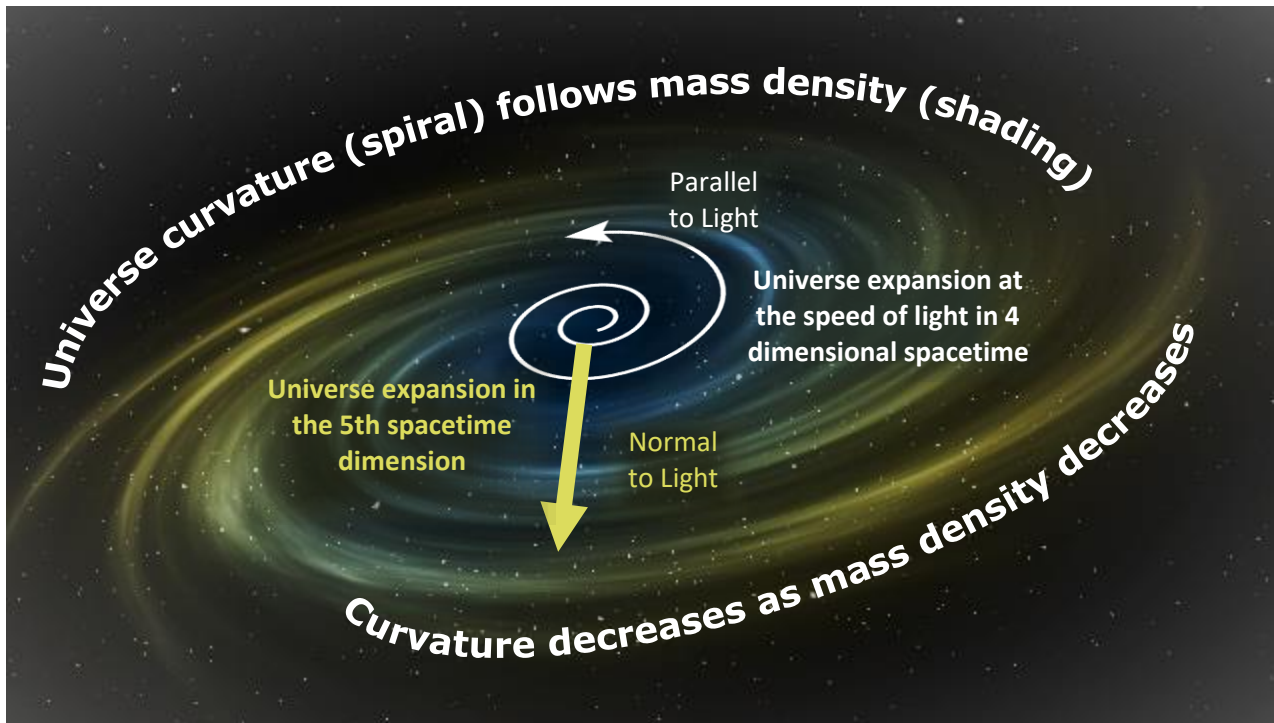 Universe curvature (spiral) follows mass density (shading)
Parallel
to Light
Universe expansion at
the speed of light in 4
dimensional spacetime
Universe expansion in
the 5th spacetime
dimension
Normal
to Light
Curvature decreases as mass density decreases